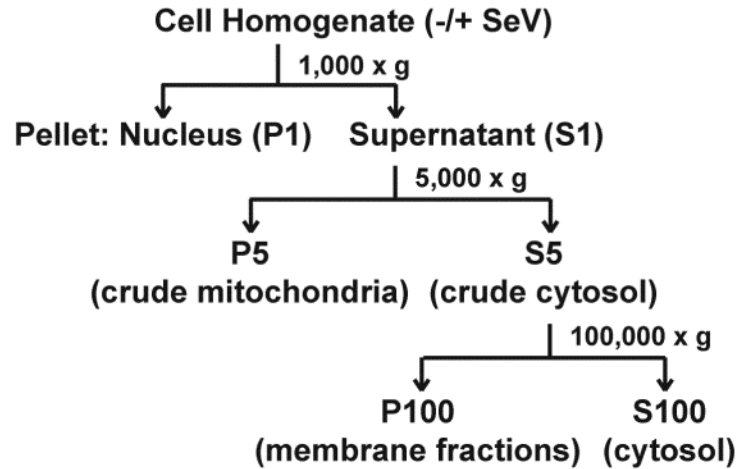 Cell Homogenate (-/+ SeV)
1,000 x g
Pellet: Nucleus (P1) Supernatant (S1)
5,000 x g
P5 S5
(crude mitochondria) (crude cytosol)
100,000 x g
P100 S100
(membrane fractions) (cytosol)